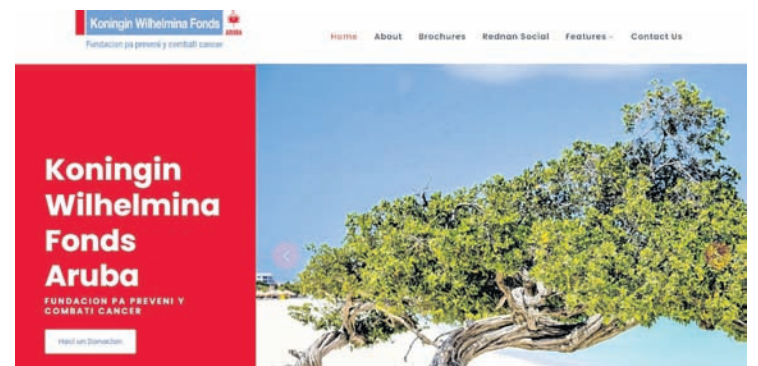 Koningin Wilhelmina Fonds
ARUBA
Fundacion pa preveni y combati cancer
Home About Brochures Rednan Social Features Contact Us
Koningin
Wilhelmina
Fonds
Aruba
FUNDACION PA PREVENI Y
COMBATI CANCER
Haci un Donacion